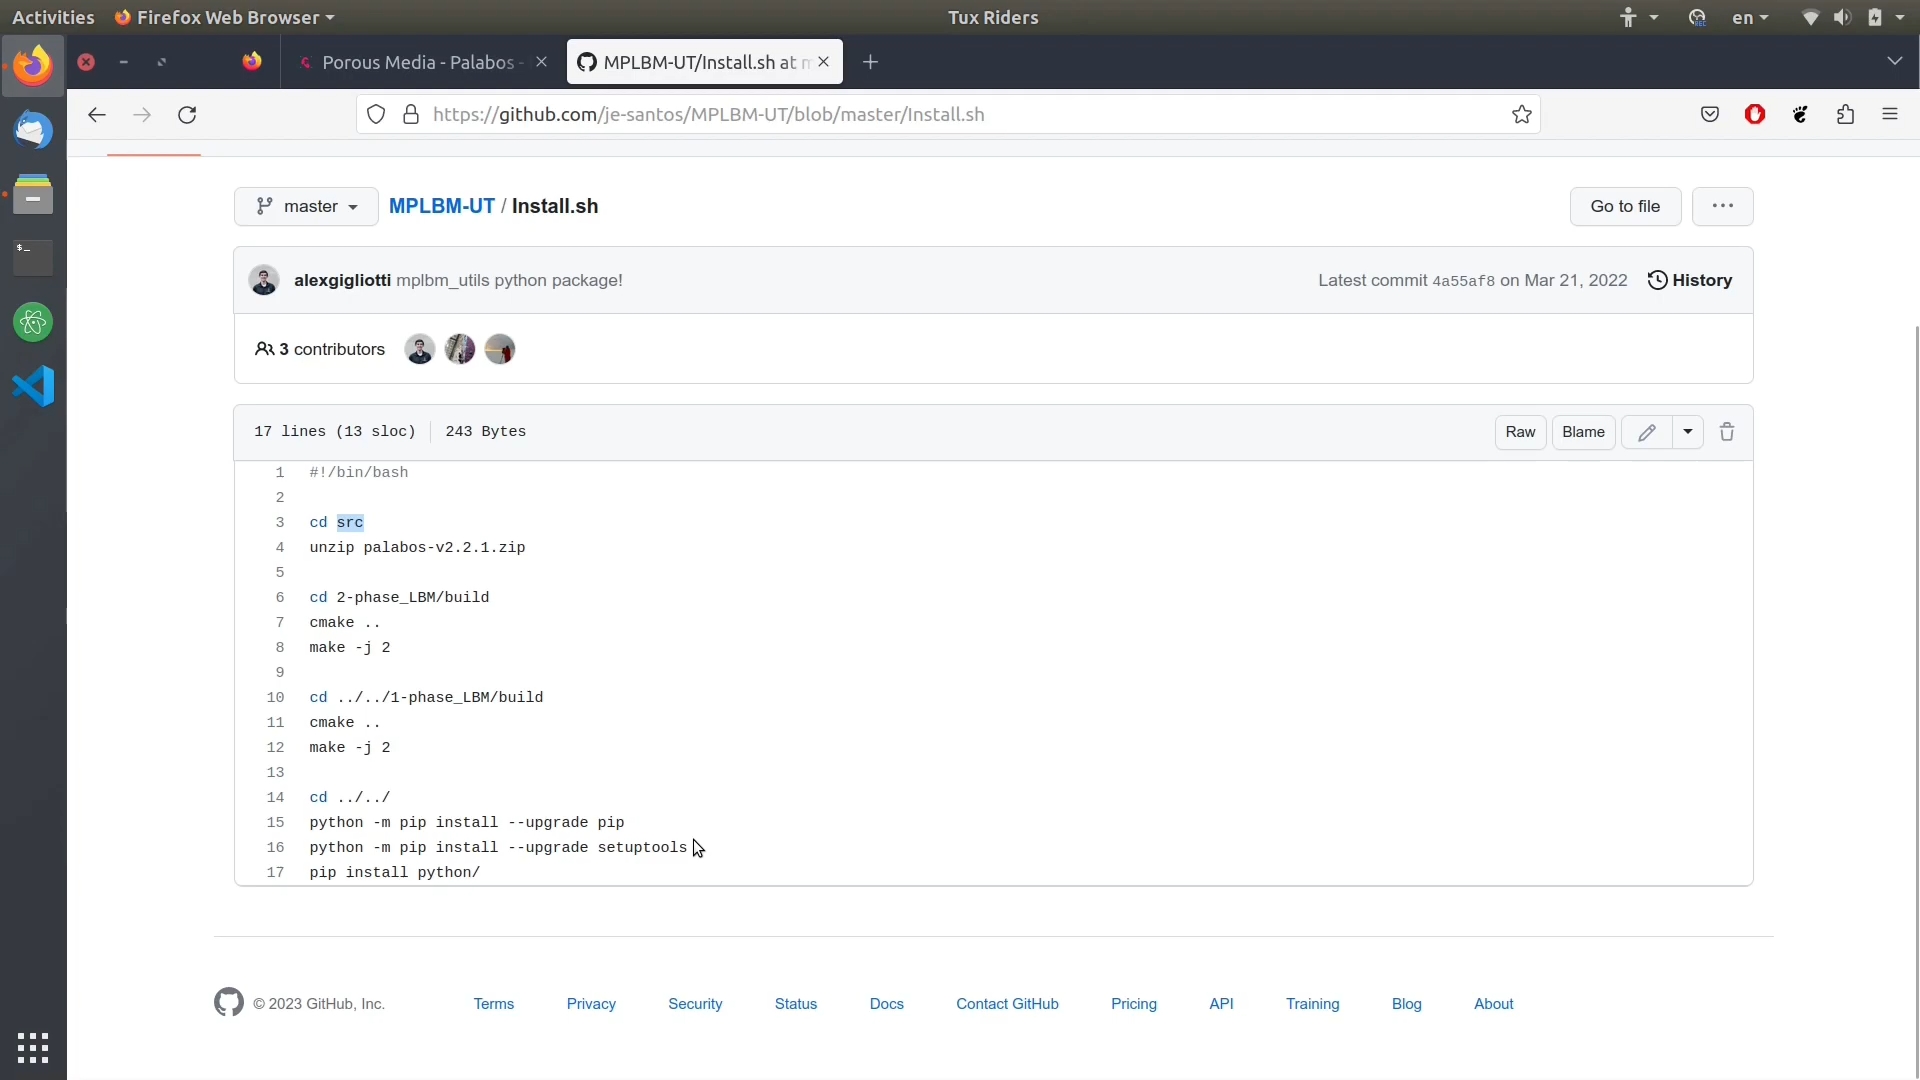 Activities Firefox Web Browser Tux Riders en
Porous Media - Palabos - MPLBM-UT/Install.sh at m
https://github.com/je-santos/MPLBM-UT/blob/master/Install.sh
master MPLBM-UT / Install.sh Go to file ...
alexgigliotti mplbm_utils python package! Latest commit 4a55af8 on Mar 21, 2022 History
3 contributors
17 lines (13 sloc) 243 Bytes Raw Blame
1 #!/bin/bash
2
3 cd src
4 unzip palabos-v2.2.1.zip
5
6 cd 2-phase_LBM/build
7 cmake ..
8 make -j 2
9
10 cd ../../1-phase_LBM/build
11 cmake ..
12 make -j 2
13
14 cd ../../
15 python -m pip install --upgrade pip
16 python -m pip install --upgrade setuptools
17 pip install python/
© 2023 GitHub, Inc. Terms Privacy Security Status Docs Contact GitHub Pricing API Training Blog About